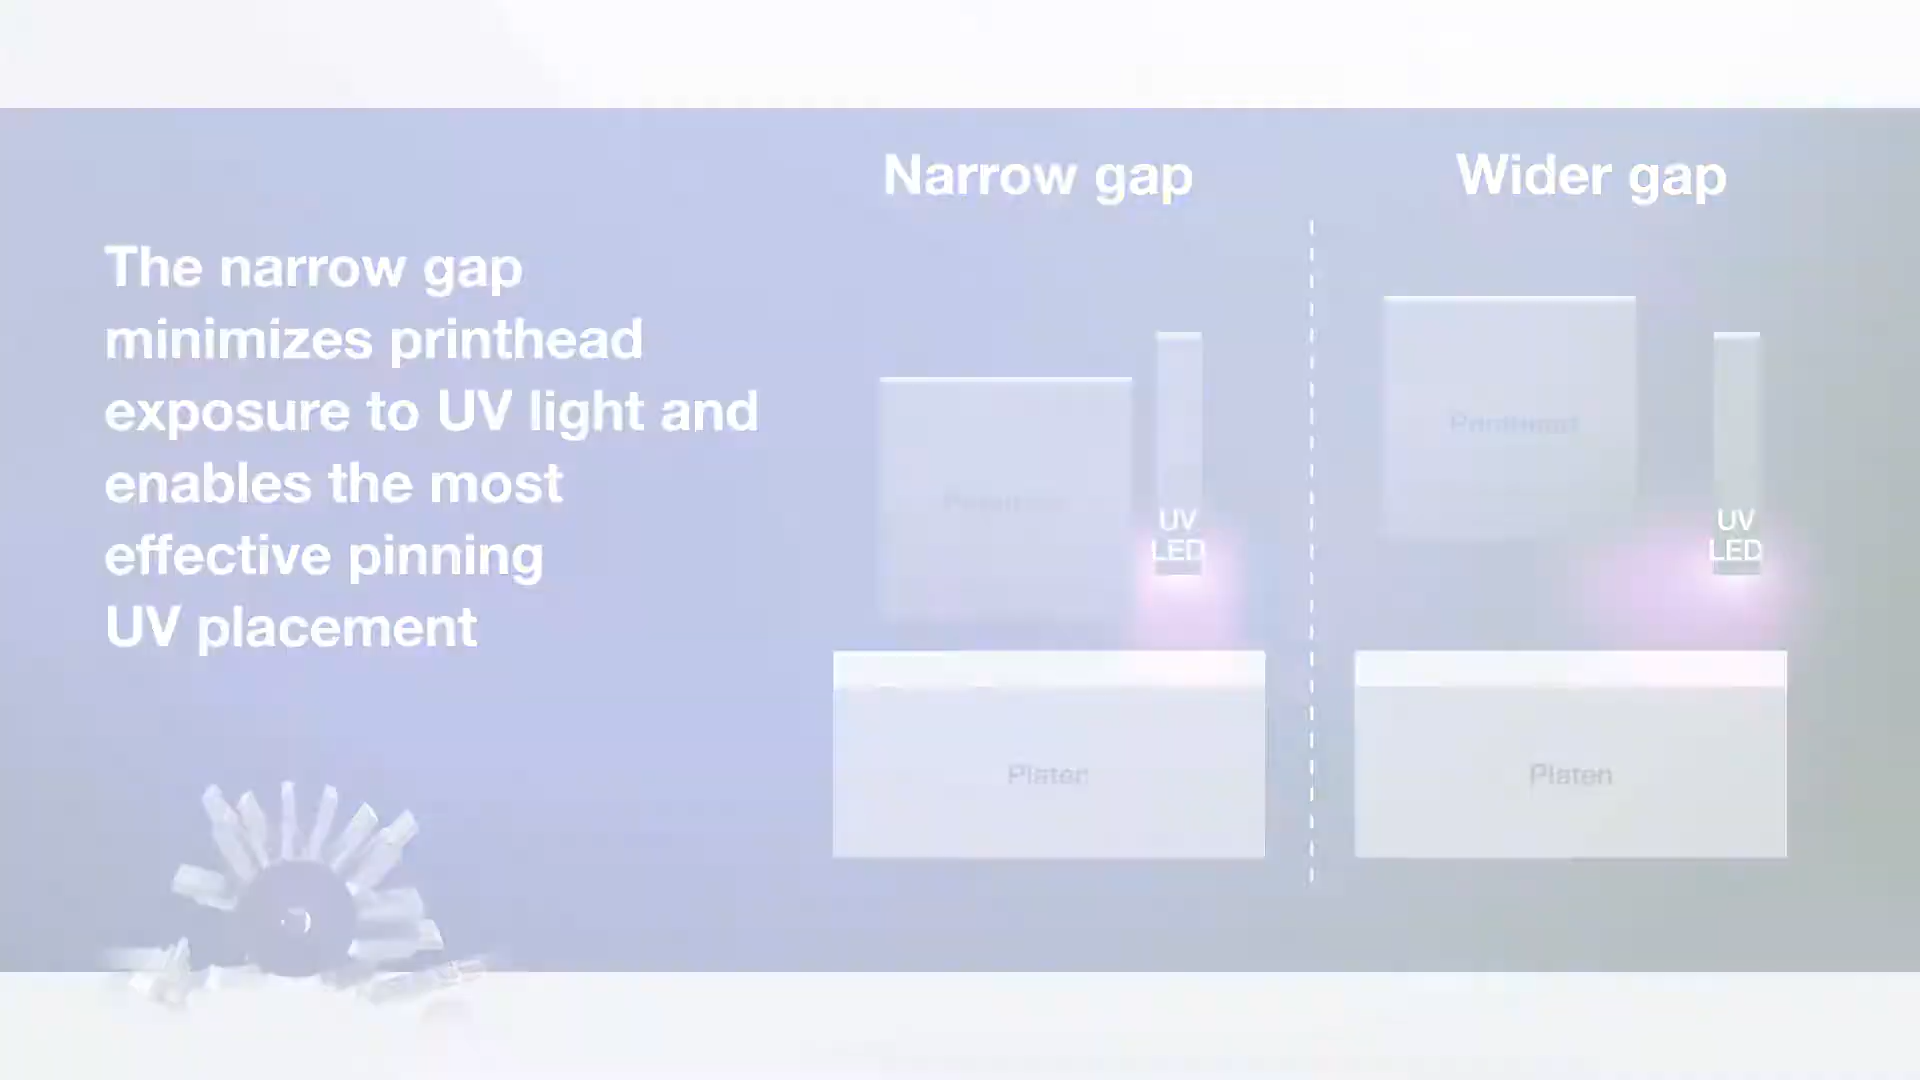 Narrow gap
Wider gap
The narrow gap
minimizes printhead
exposure to UV light and
enables the most
effective pinning
UV placement
UV
LED
UV
LED
Platen
Platen